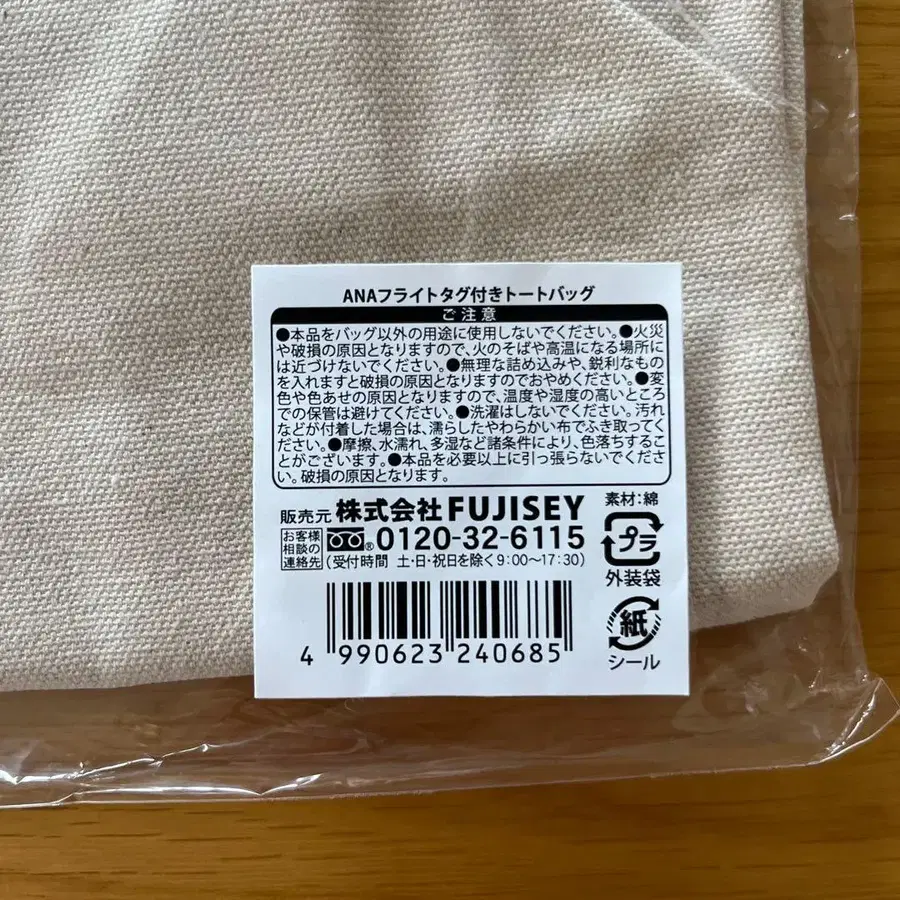 ANAフライトタグ付きトートバッグ
ご注意
●本品をバッグ以外の用途に使用しないでください。●火災
や破損の原因となりますので、火のそばや高温になる場所に
は近づけないでください。●無理な詰め込みや、鋭利なもの
を入れますと破損の原因となりますのでおやめください。●変
色や色あせの原因となりますので、温度や湿度の高いところ
での保管は避けてください。●洗濯はしないでください。汚れ
などが付着した場合は、濡らしたやわらかい布でふき取ってく
ださい。●摩擦、水濡れ、多湿など諸条件により、色落ちするこ
とがございます。●本品を必要以上に引っ張らないでくださ
い。破損の原因となります。
販売元 株式会社FUJISEY
お客様
相談の
連絡先
0120-32-6115
(受付時間 土・日・祝日を除く9:00〜17:30)
4 990623 240685
素材:綿
プラ
外装袋
紙
シール